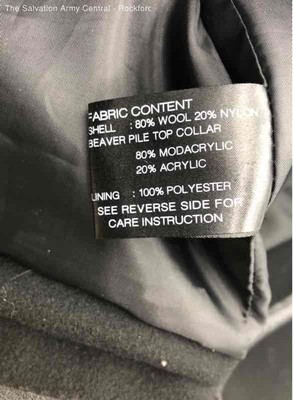 The Salvation Army Central - Rockford
FABRIC CONTENT
SHELL : 80% WOOL 20% NYLON
BEAVER PILE TOP COLLAR
80% MODACRYLIC
20% ACRYLIC
LINING : 100% POLYESTER
SEE REVERSE SIDE FOR
CARE INSTRUCTION